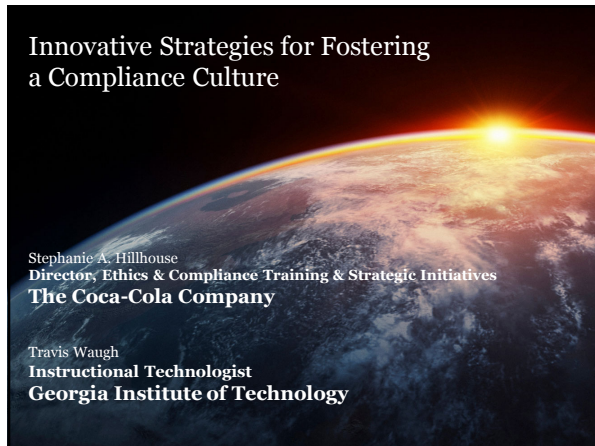 Innovative Strategies for Fostering
a Compliance Culture
Stephanie A. Hillhouse
Director, Ethics & Compliance Training & Strategic Initiatives
The Coca-Cola Company
Travis Waugh
Instructional Technologist
Georgia Institute of Technology